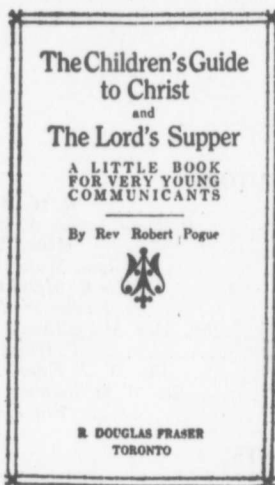 The Children's Guide
to Christ
and
The Lord's Supper
A LITTLE BOOK
FOR VERY YOUNG
COMMUNICANTS
By Rev Robert Pogue
R. DOUGLAS FRASER
TORONTO